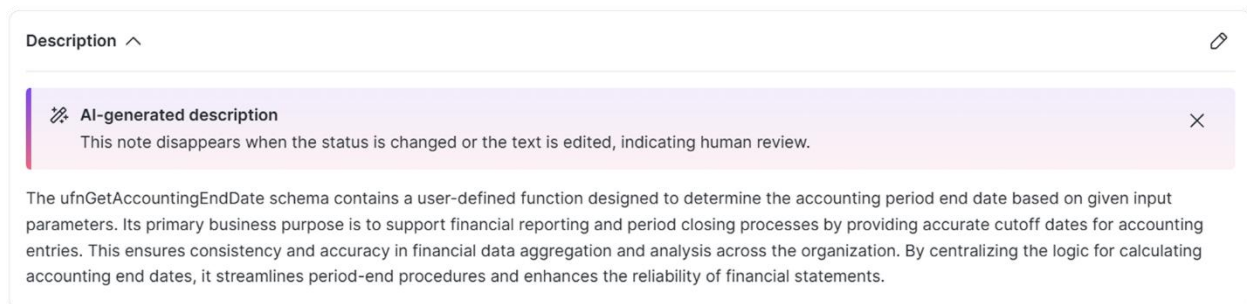 Description
AI-generated description
This note disappears when the status is changed or the text is edited, indicating human review.
The ufnGetAccountingEndDate schema contains a user-defined function designed to determine the accounting period end date based on given input
parameters. Its primary business purpose is to support financial reporting and period closing processes by providing accurate cutoff dates for accounting
entries. This ensures consistency and accuracy in financial data aggregation and analysis across the organization. By centralizing the logic for calculating
accounting end dates, it streamlines period-end procedures and enhances the reliability of financial statements.